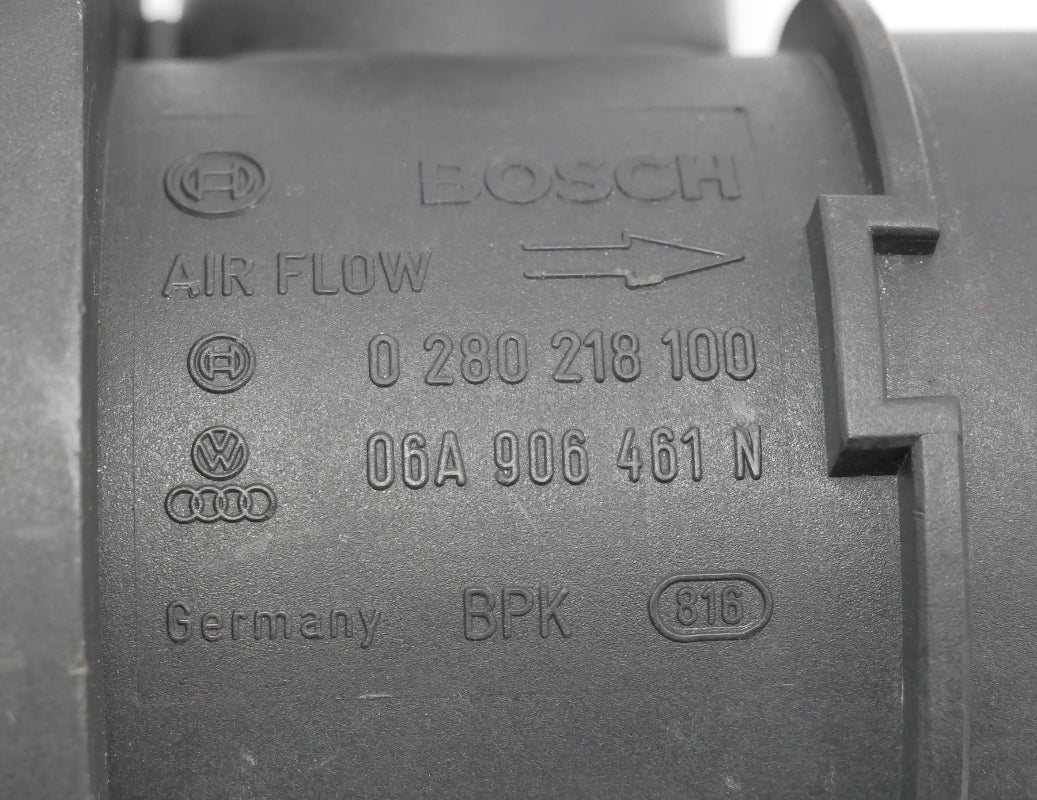 BOSCH
AIR FLOW
0 280 218 100
06A 906 461 N
Germany BPK 816